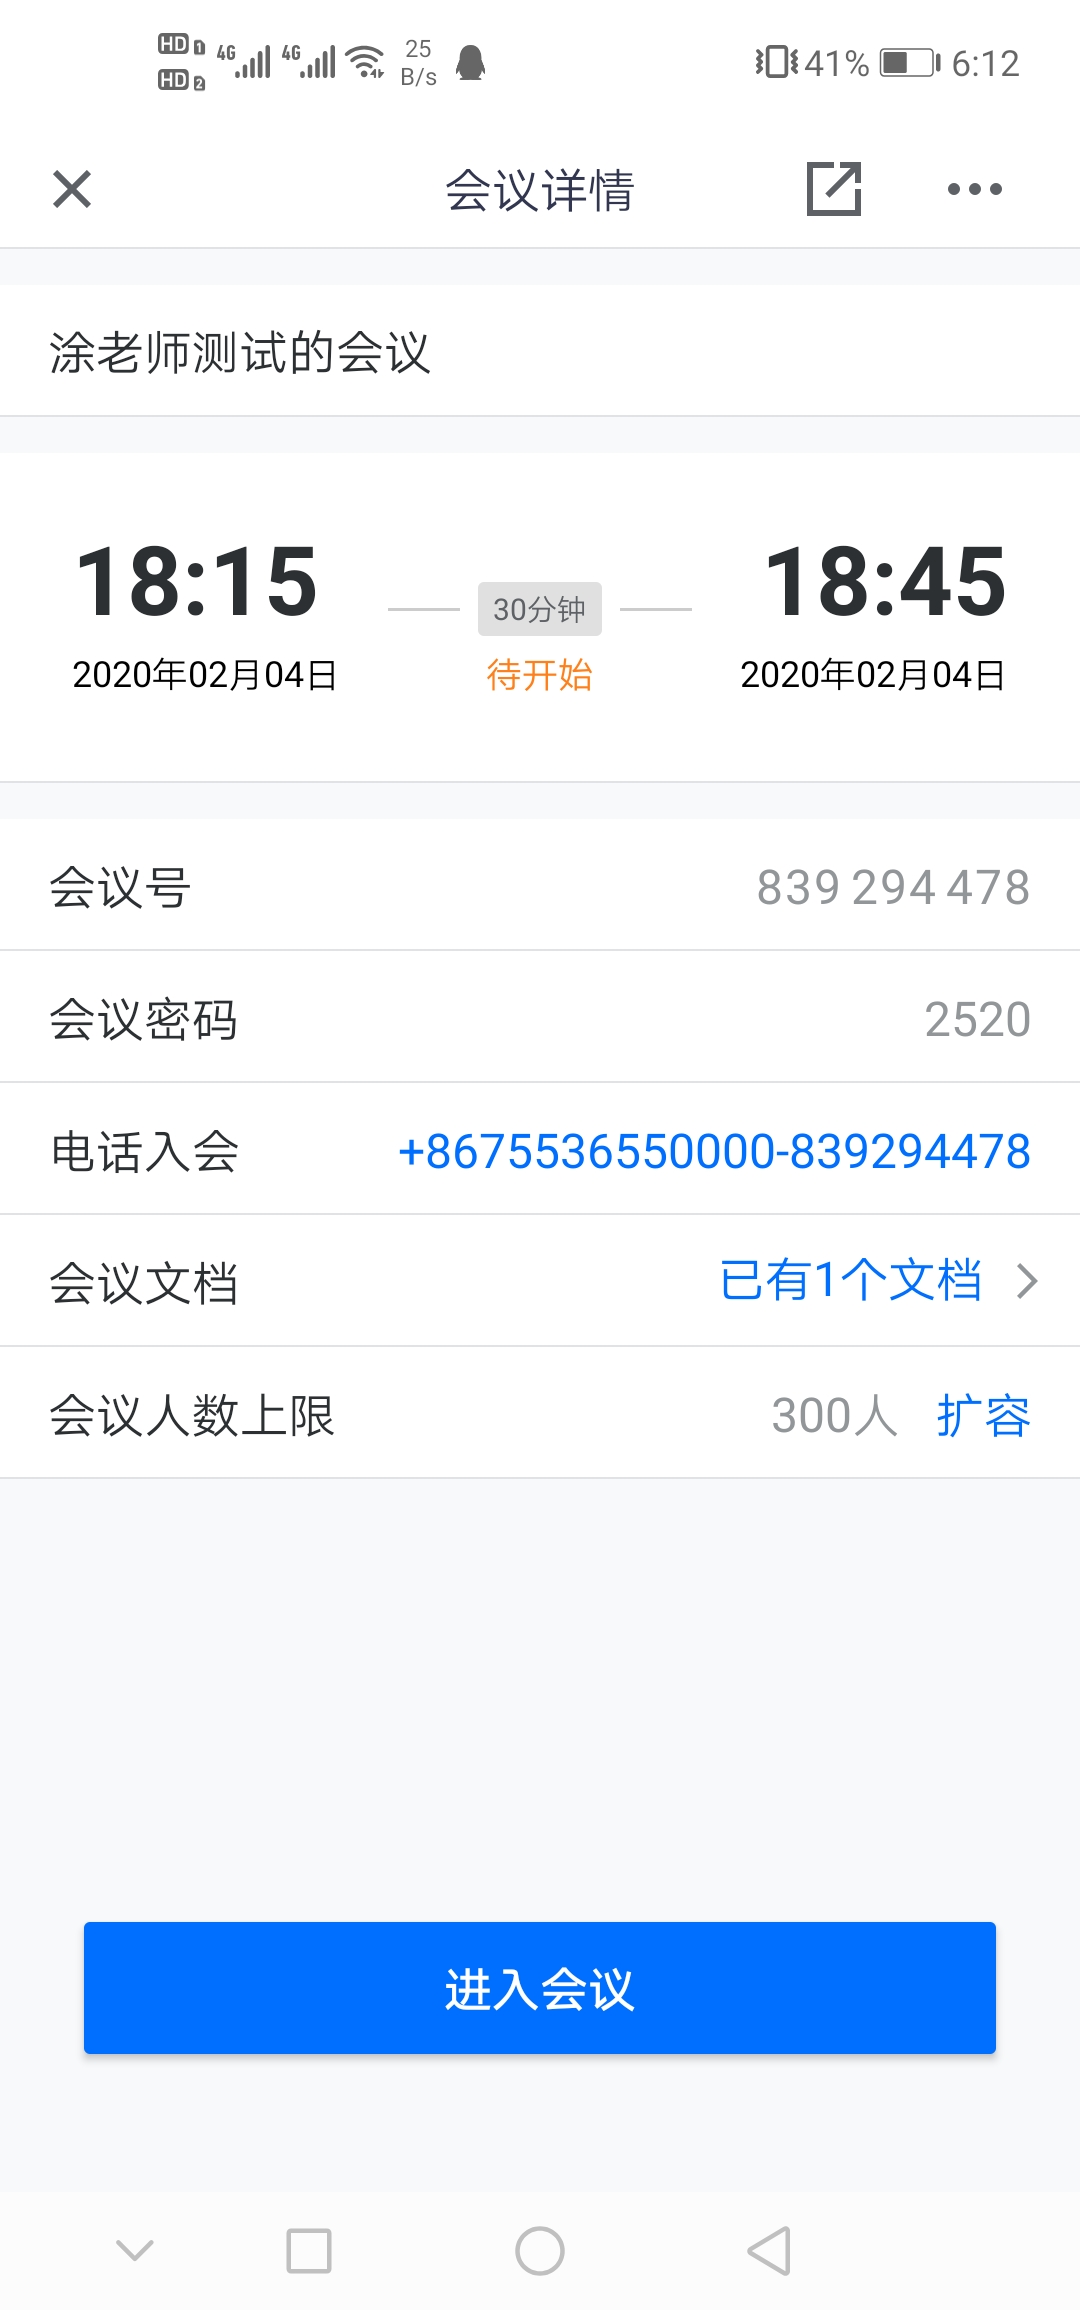 HD 1 4G 4G 25 41% 6:12
HD 2 B/s
会议详情
涂老师测试的会议
18:15 30分钟 18:45
2020年02月04日 待开始 2020年02月04日
会议号 839 294 478
会议密码 2520
电话入会 +8675536550000-839294478
会议文档 已有1个文档
会议人数上限 300人 扩容
进入会议